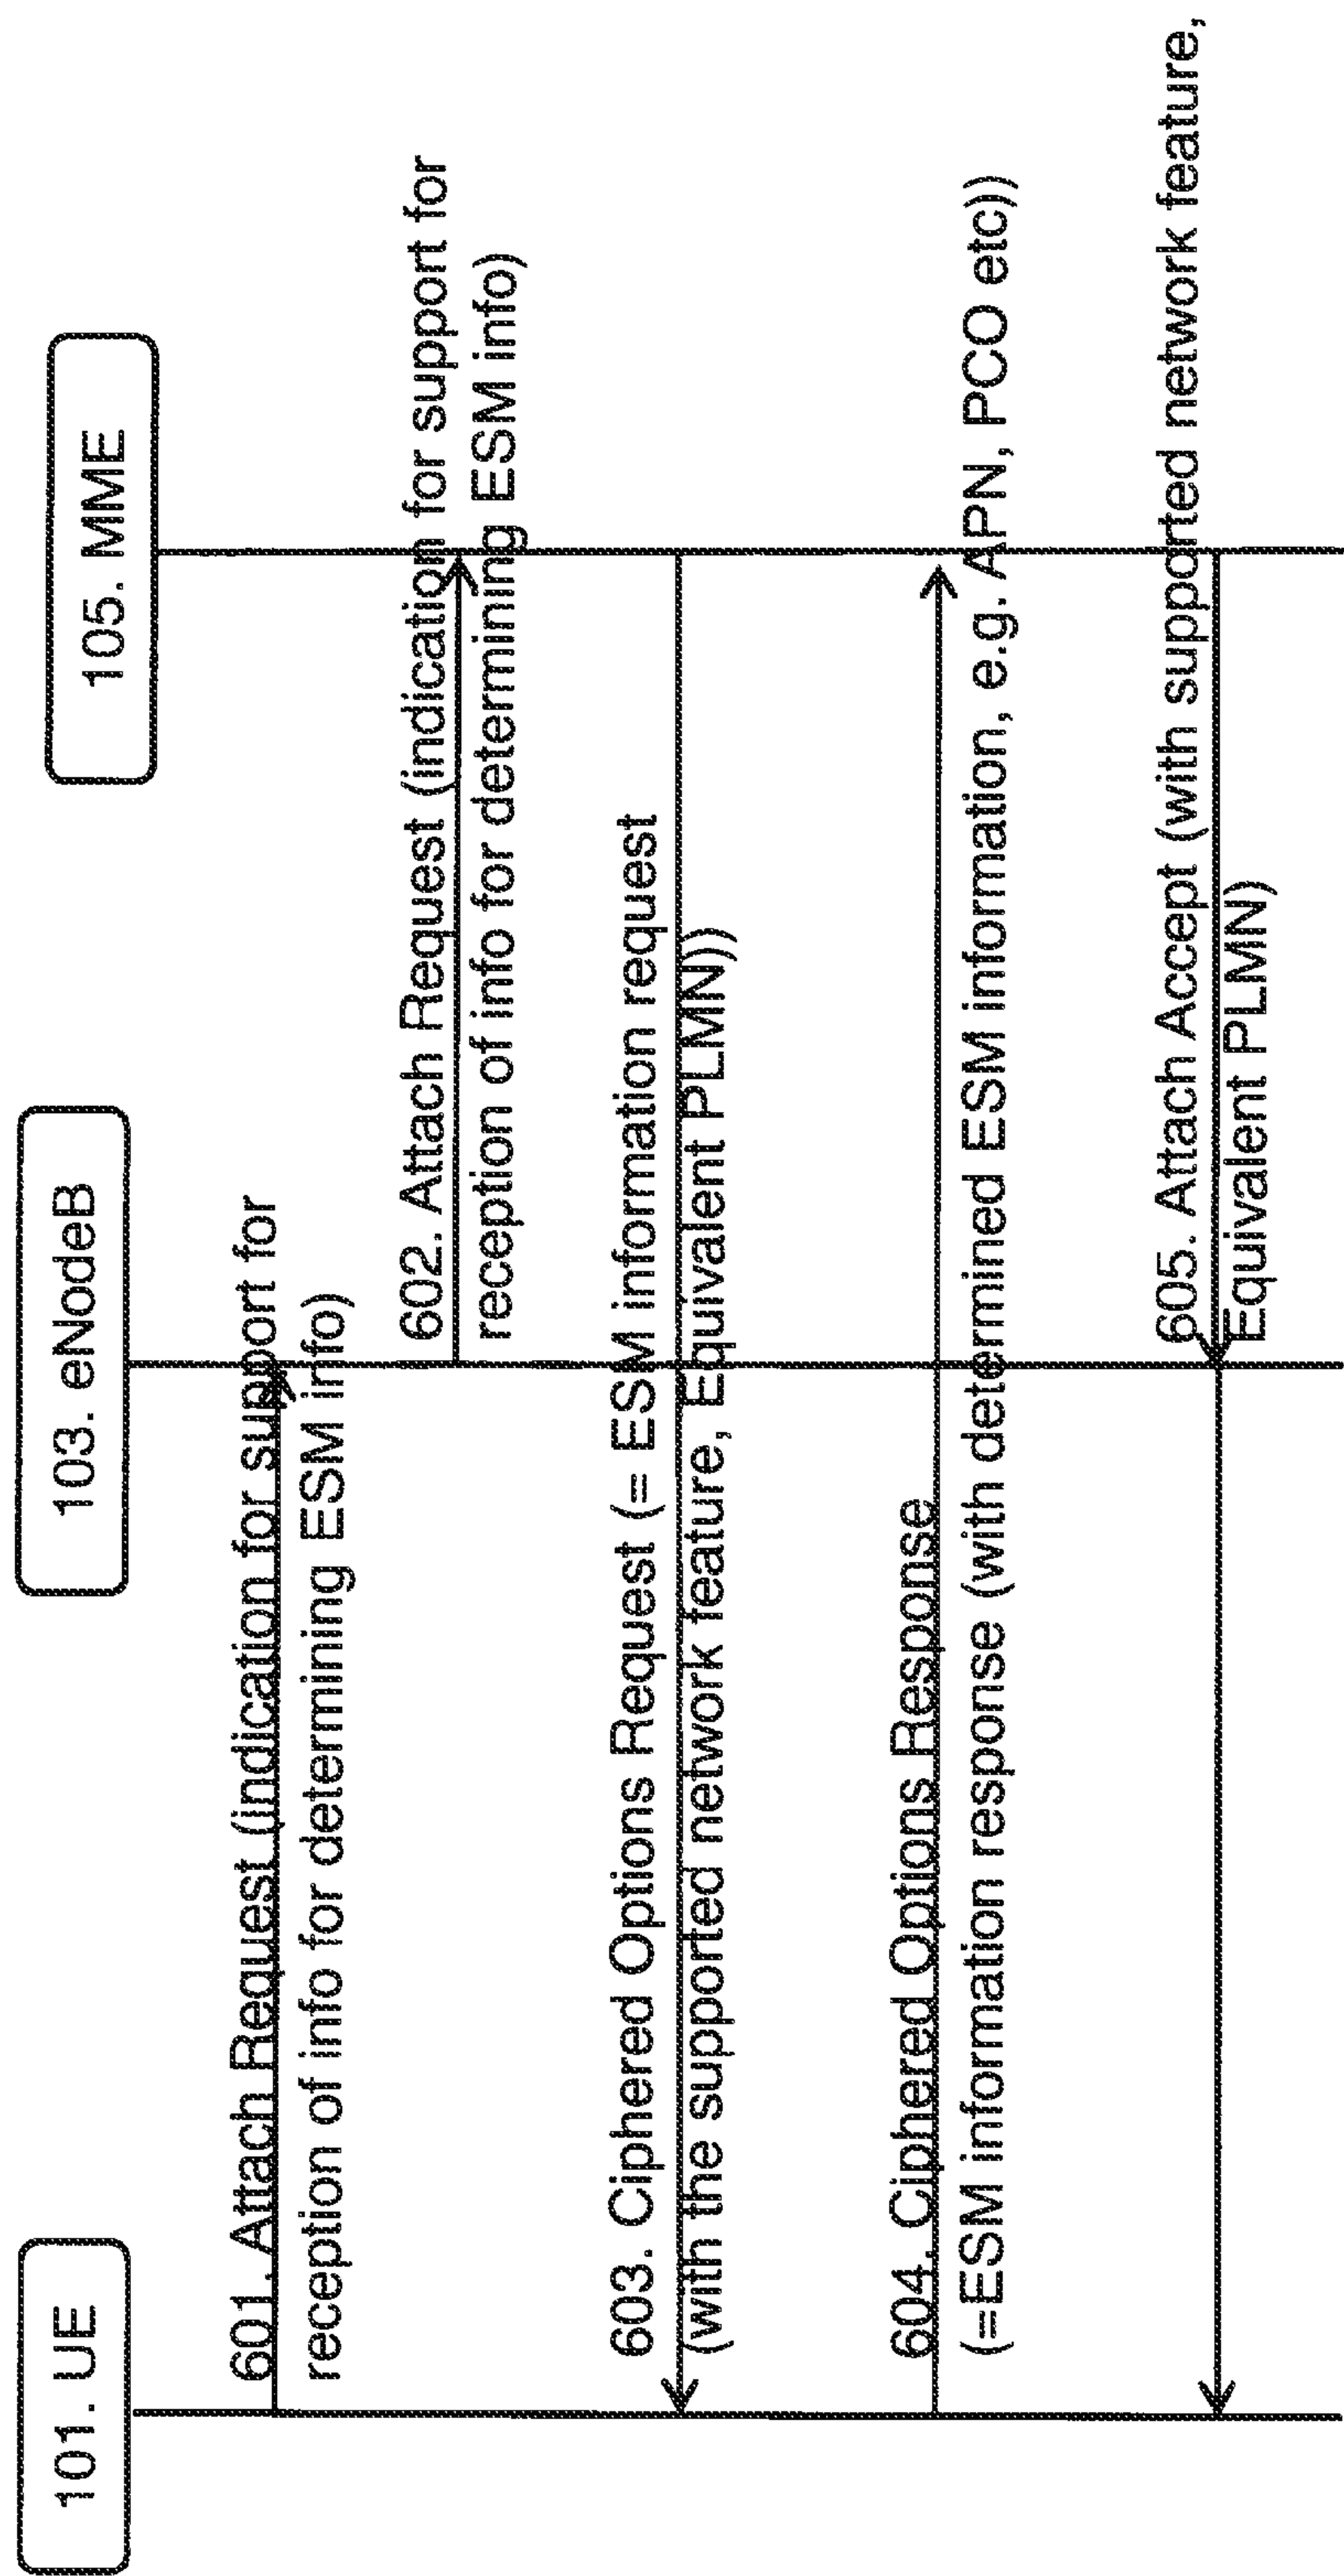 101. UE
103. eNodeB
105. MME
601. Attach Request (indication for support for
reception of info for determining ESM info)
602. Attach Request (indication for support for
reception of info for determining ESM info)
603. Ciphered Options Request (= ESM information request
(with the supported network feature, Equivalent PLMN))
604. Ciphered Options Response
(=ESM information response (with determined ESM information, e.g. APN, PCO etc))
605. Attach Accept (with supported network feature,
Equivalent PLMN)